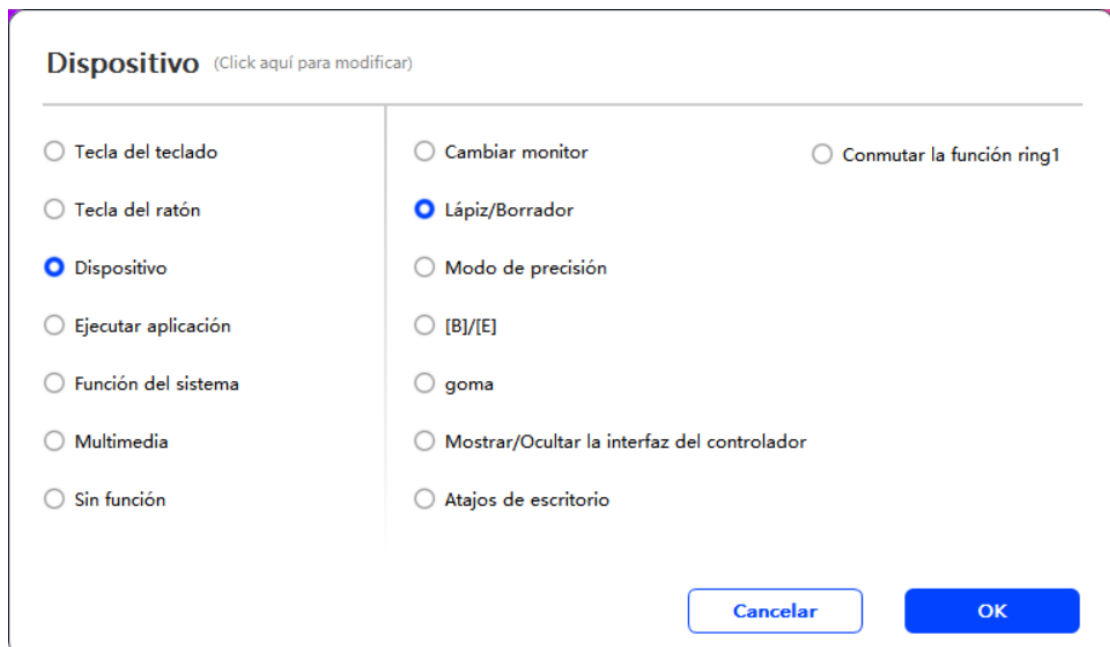 Dispositivo (Click aquí para modificar)
Tecla del teclado
Tecla del ratón
Dispositivo
Ejecutar aplicación
Función del sistema
Multimedia
Sin función
Cambiar monitor
Lápiz/Borrador
Modo de precisión
[B]/[E]
goma
Mostrar/Ocultar la interfaz del controlador
Atajos de escritorio
Conmutar la función ring1
Cancelar
OK